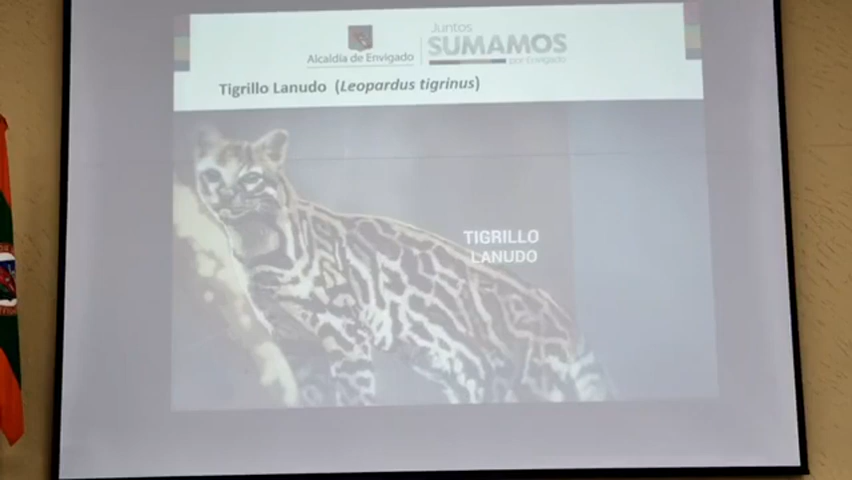 Alcaldía de Envigado
Juntos
SUMAMOS
por Envigado
Tigrillo Lanudo (Leopardus tigrinus)
TIGRILLO
LANUDO